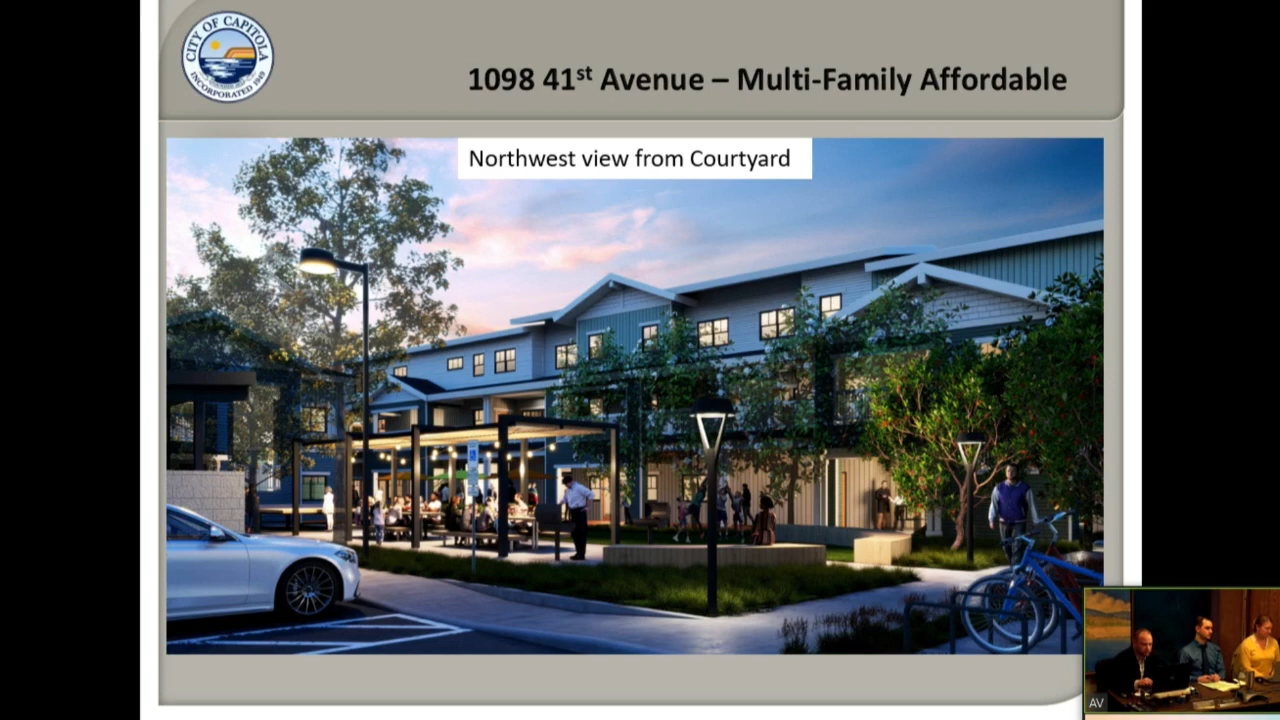 CITY OF CAPITOLA
INCORPORATED 1949
1098 41st Avenue – Multi-Family Affordable
Northwest view from Courtyard
AV